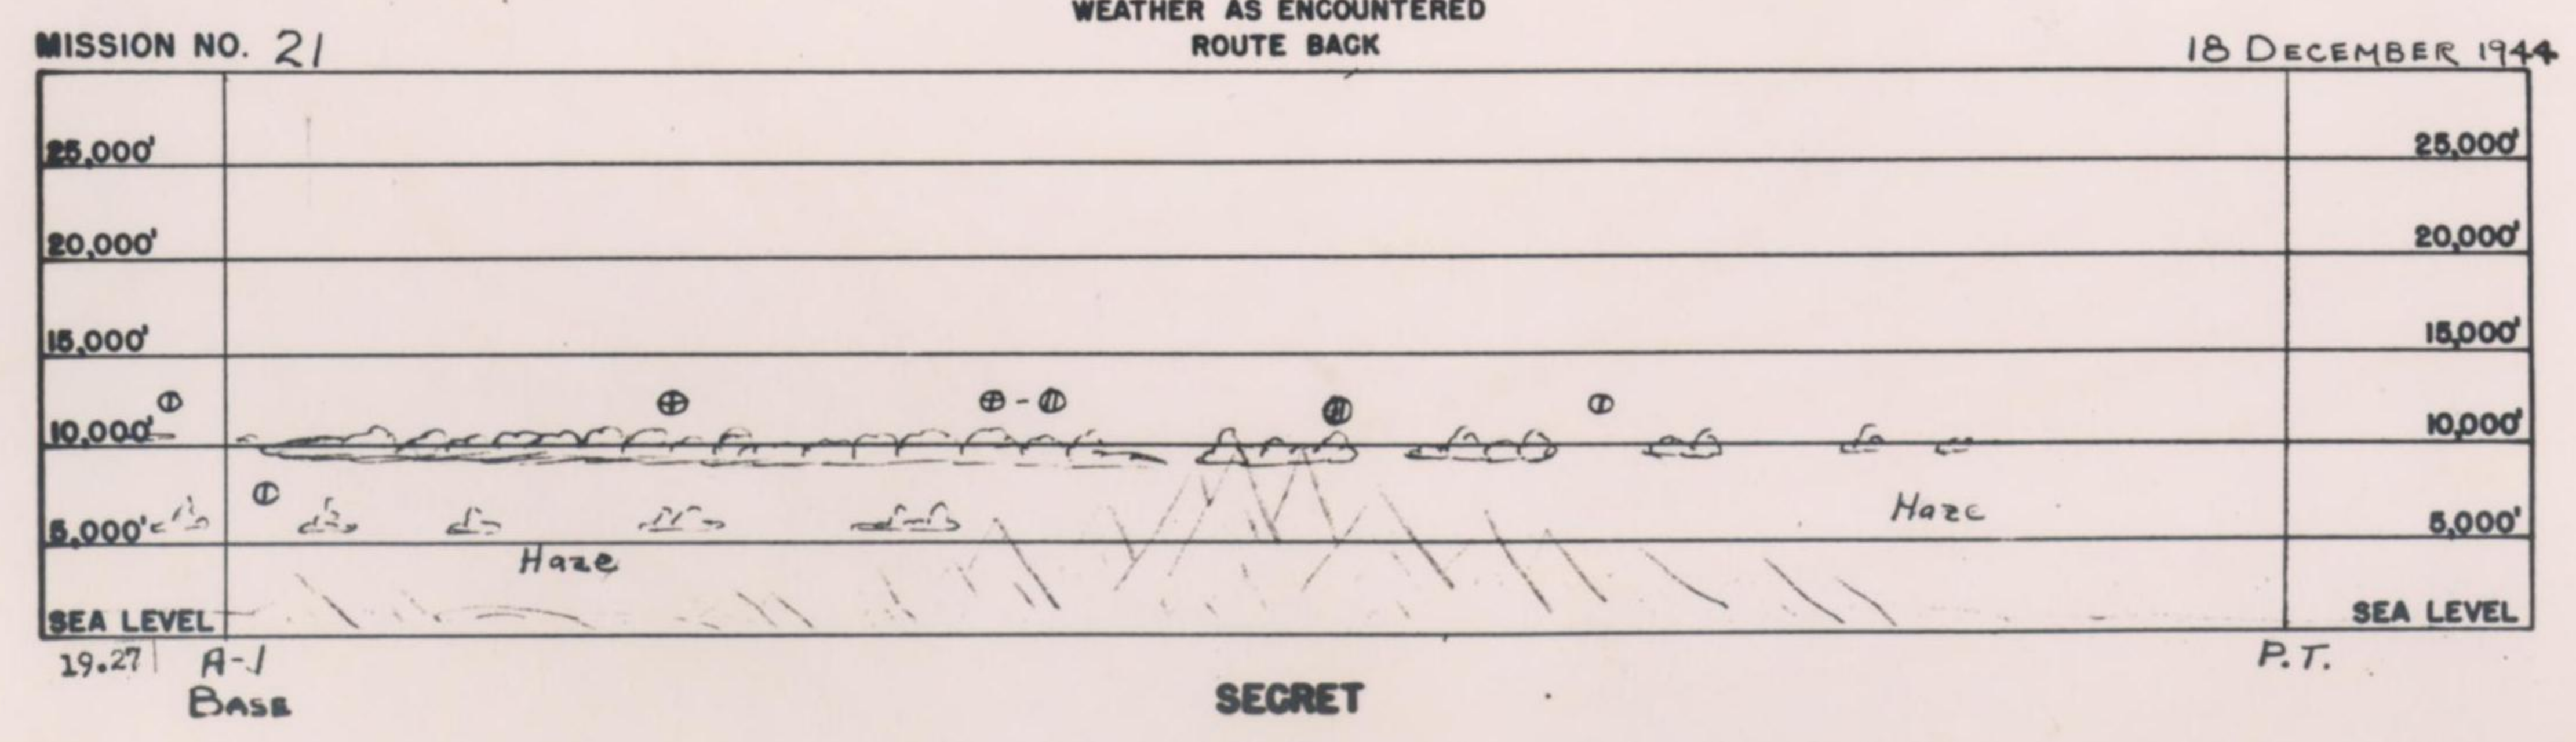 WEATHER AS ENCOUNTERED
MISSION NO. 21 ROUTE BACK 18 DECEMBER 1944
25,000' 25,000'
20,000' 20,000'
15,000' 15,000'
10,000' 10,000'
Haze
5,000' 5,000'
Haze
SEA LEVEL SEA LEVEL
19.27 A-1 P.T.
BASE SECRET